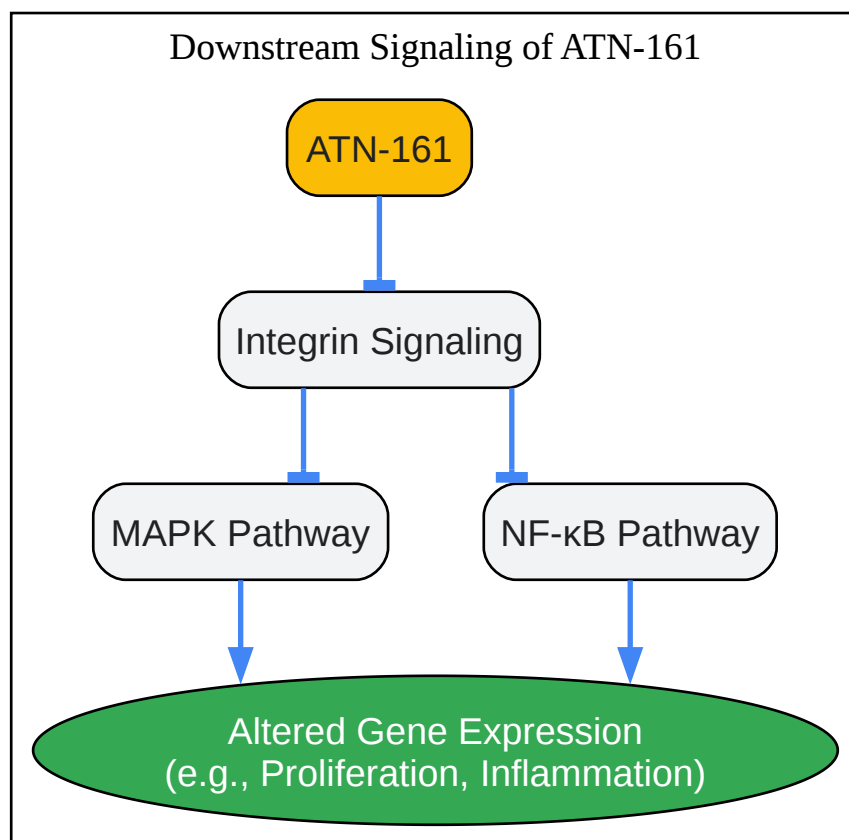 Downstream Signaling of ATN-161
ATN-161
Integrin Signaling
MAPK Pathway
NF-κB Pathway
Altered Gene Expression
(e.g., Proliferation, Inflammation)